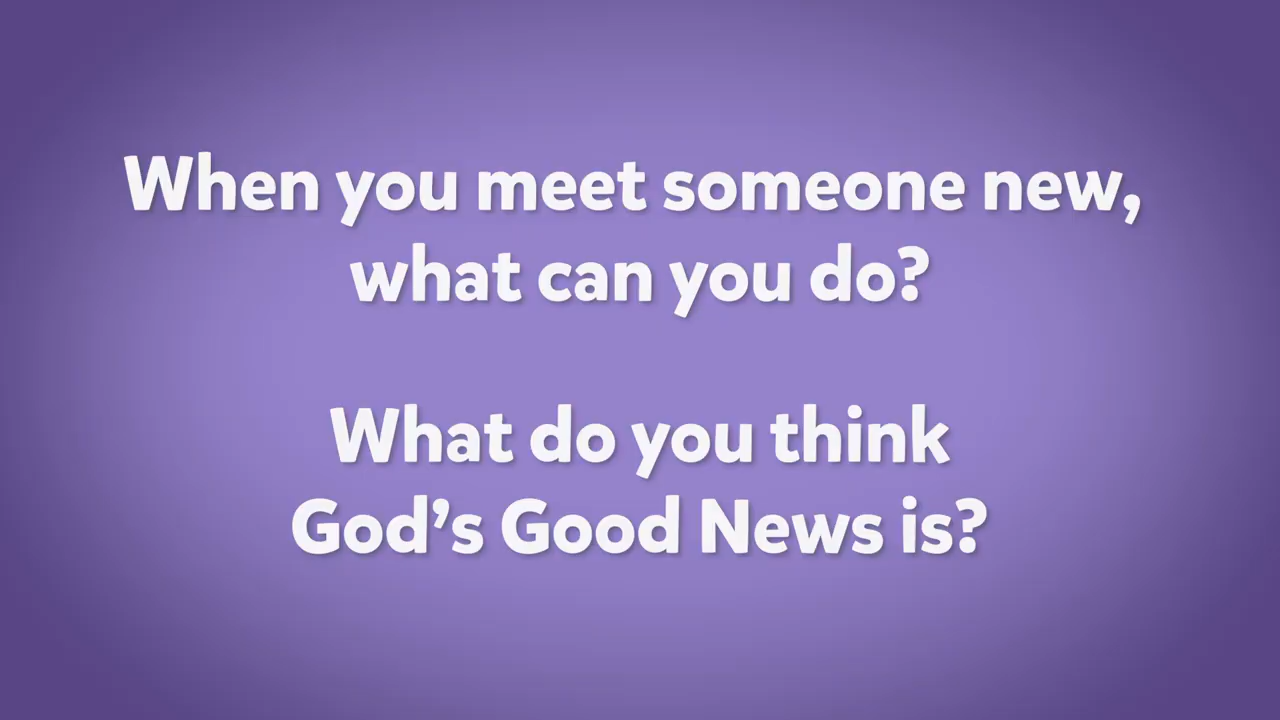 When you meet someone new,
what can you do?
What do you think
God’s Good News is?